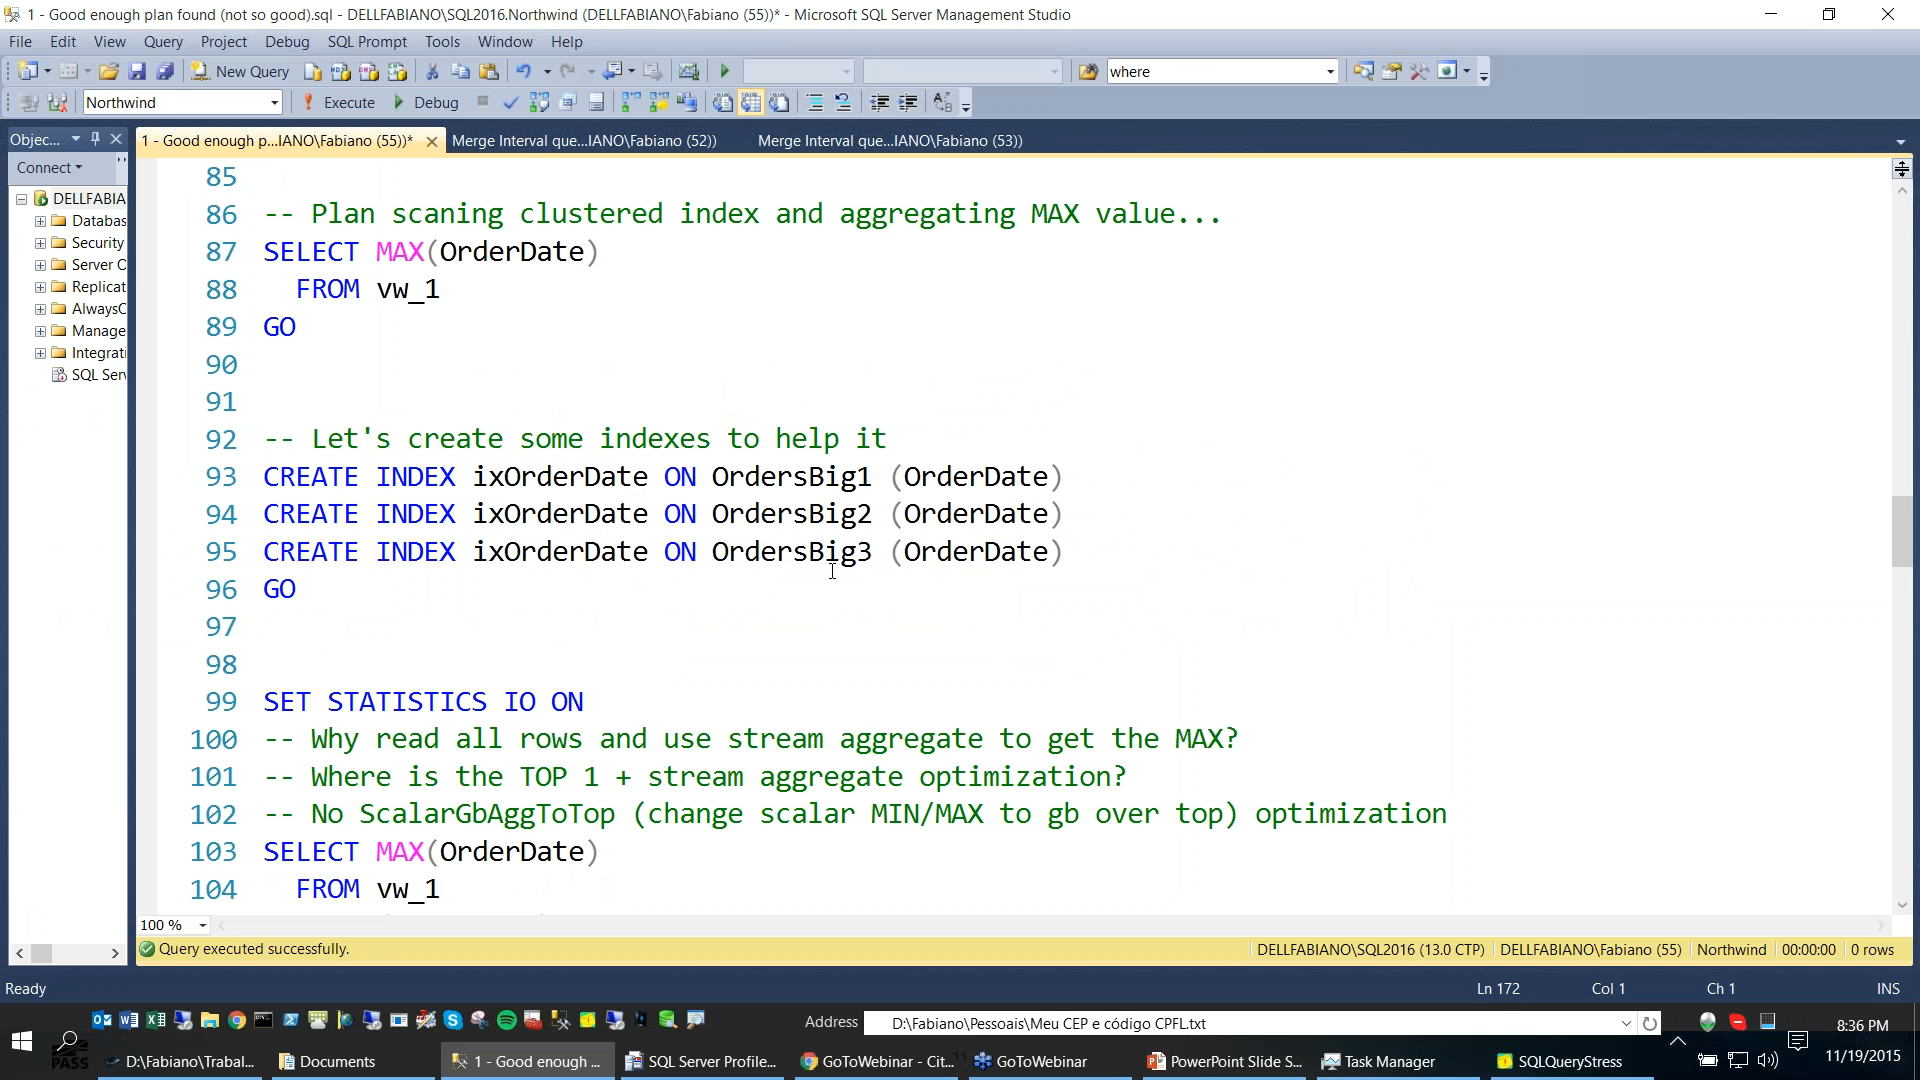 1 - Good enough plan found (not so good).sql - DELLFABIANO\SQL2016.Northwind (DELLFABIANO\Fabiano (55))* - Microsoft SQL Server Management Studio
File Edit View Query Project Debug SQL Prompt Tools Window Help
New Query where
Northwind Execute Debug
Objec... 1 - Good enough p...IANO\Fabiano (55))* Merge Interval que...IANO\Fabiano (52)) Merge Interval que...IANO\Fabiano (53))
Connect
DELLFABIA
Databas
Security
Server O
Replicat
AlwaysO
Manage
Integrati
SQL Serv
85
86 -- Plan scaning clustered index and aggregating MAX value...
87 SELECT MAX(OrderDate)
88 FROM vw_1
89 GO
90
91
92 -- Let's create some indexes to help it
93 CREATE INDEX ixOrderDate ON OrdersBig1 (OrderDate)
94 CREATE INDEX ixOrderDate ON OrdersBig2 (OrderDate)
95 CREATE INDEX ixOrderDate ON OrdersBig3 (OrderDate)
96 GO
97
98
99 SET STATISTICS IO ON
100 -- Why read all rows and use stream aggregate to get the MAX?
101 -- Where is the TOP 1 + stream aggregate optimization?
102 -- No ScalarGbAggToTop (change scalar MIN/MAX to gb over top) optimization
103 SELECT MAX(OrderDate)
104 FROM vw_1
100 %
Query executed successfully. DELLFABIANO\SQL2016 (13.0 CTP) DELLFABIANO\Fabiano (55) Northwind 00:00:00 0 rows
Ready Ln 172 Col 1 Ch 1 INS
Address D:\Fabiano\Pessoais\Meu CEP e código CPFL.txt
8:36 PM
PASS D:\Fabiano\Trabal... Documents 1 - Good enough ... SQL Server Profile... GoToWebinar - Cit... GoToWebinar PowerPoint Slide S... Task Manager SQLQueryStress
11/19/2015